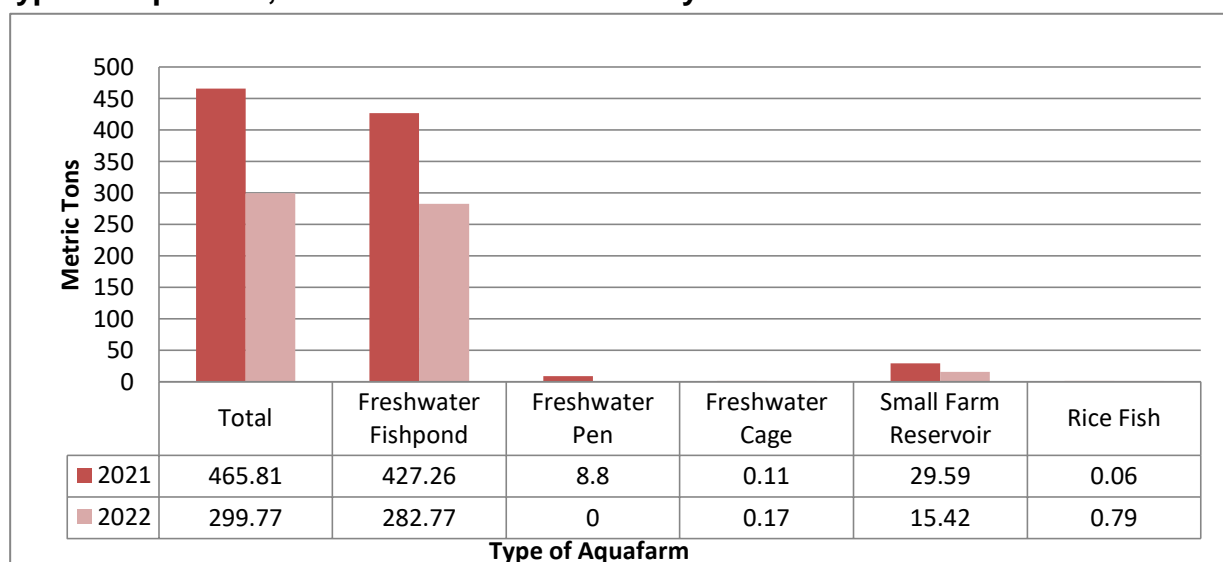 500
450
400
350
300
250
200
150
100
50
0
Metric Tons
Total Freshwater Fishpond Freshwater Pen Freshwater Cage Small Farm Reservoir Rice Fish
2021 465.81 427.26 8.8 0.11 29.59 0.06
2022 299.77 282.77 0 0.17 15.42 0.79
Type of Aquafarm